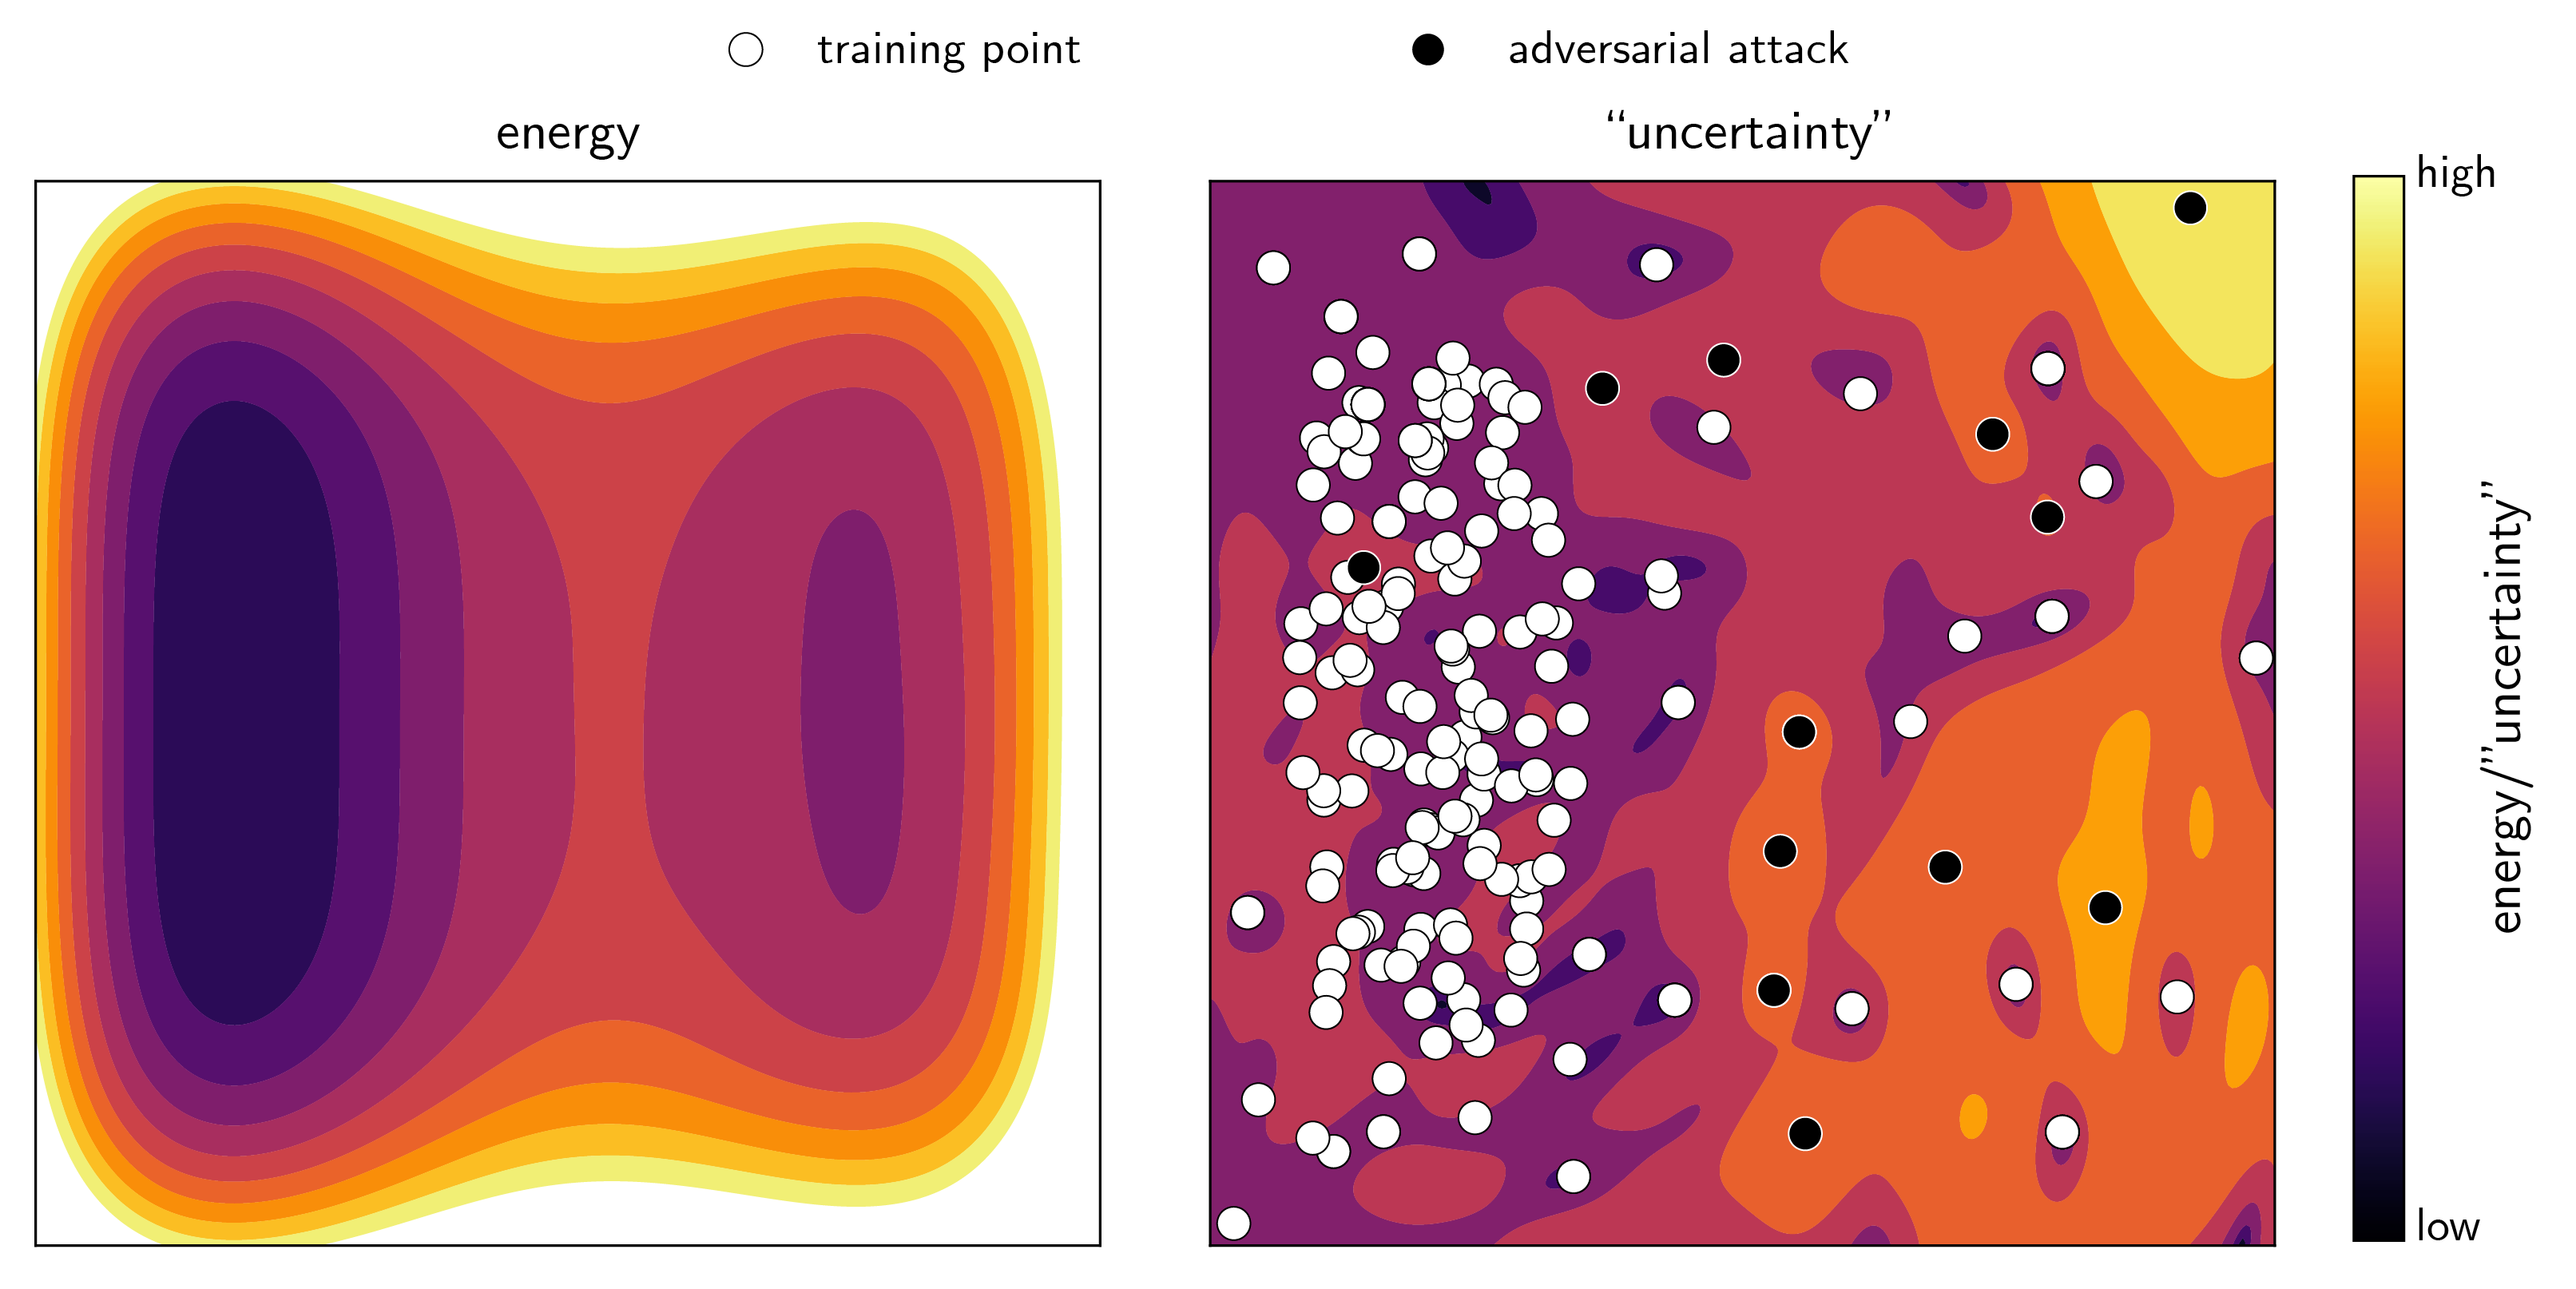 training point
adversarial attack
energy
“uncertainty”
high
energy/”uncertainty”
low